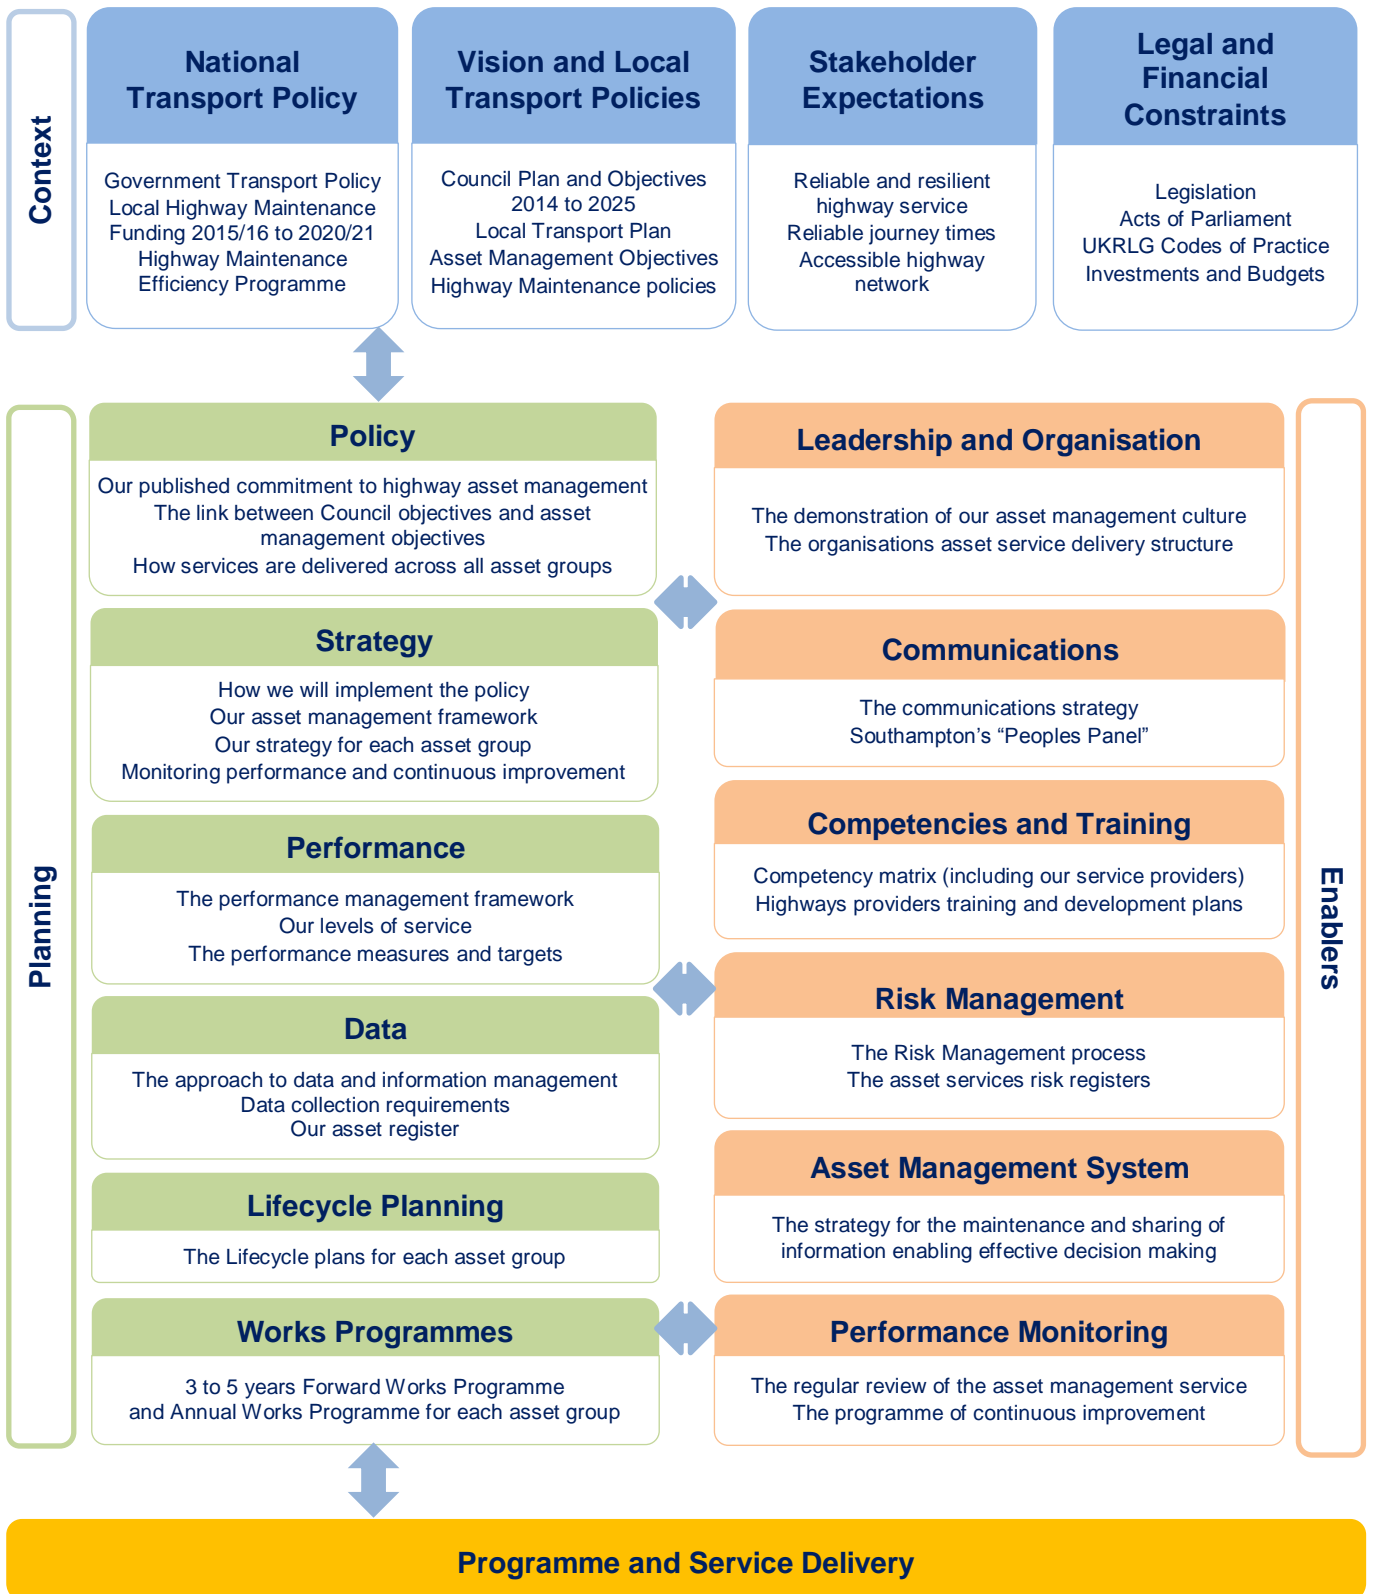 Context
National
Transport Policy
Government Transport Policy
Local Highway Maintenance
Funding 2015/16 to 2020/21
Highway Maintenance
Efficiency Programme
Vision and Local
Transport Policies
Council Plan and Objectives
2014 to 2025
Local Transport Plan
Asset Management Objectives
Highway Maintenance policies
Stakeholder
Expectations
Reliable and resilient
highway service
Reliable journey times
Accessible highway
network
Legal and
Financial
Constraints
Legislation
Acts of Parliament
UKRLG Codes of Practice
Investments and Budgets
Planning
Policy
Our published commitment to highway asset management
The link between Council objectives and asset
management objectives
How services are delivered across all asset groups
Strategy
How we will implement the policy
Our asset management framework
Our strategy for each asset group
Monitoring performance and continuous improvement
Performance
The performance management framework
Our levels of service
The performance measures and targets
Data
The approach to data and information management
Data collection requirements
Our asset register
Lifecycle Planning
The Lifecycle plans for each asset group
Works Programmes
3 to 5 years Forward Works Programme
and Annual Works Programme for each asset group
Leadership and Organisation
The demonstration of our asset management culture
The organisations asset service delivery structure
Communications
The communications strategy
Southampton's “Peoples Panel”
Competencies and Training
Competency matrix (including our service providers)
Highways providers training and development plans
Risk Management
The Risk Management process
The asset services risk registers
Asset Management System
The strategy for the maintenance and sharing of
information enabling effective decision making
Performance Monitoring
The regular review of the asset management service
The programme of continuous improvement
Enablers
Programme and Service Delivery